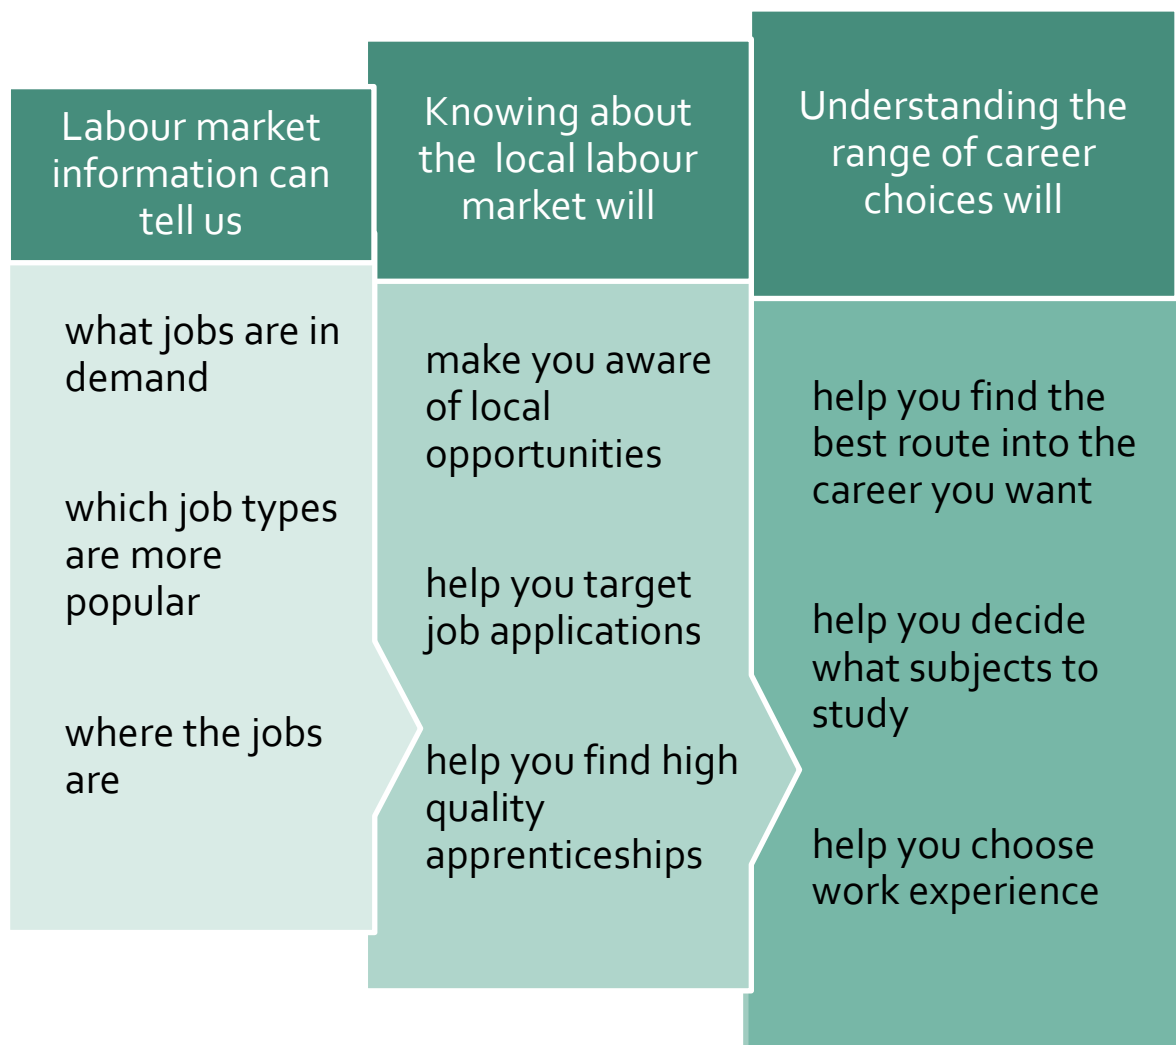 Labour market
information can
tell us
what jobs are in
demand
which job types
are more
popular
where the jobs
are
Knowing about
the  local labour
market will
make you aware
of local
opportunities
help you target
job applications
help you find high
quality
apprenticeships
Understanding the
range of career
choices will
help you find the
best route into the
career you want
help you decide
what subjects to
study
help you choose
work experience